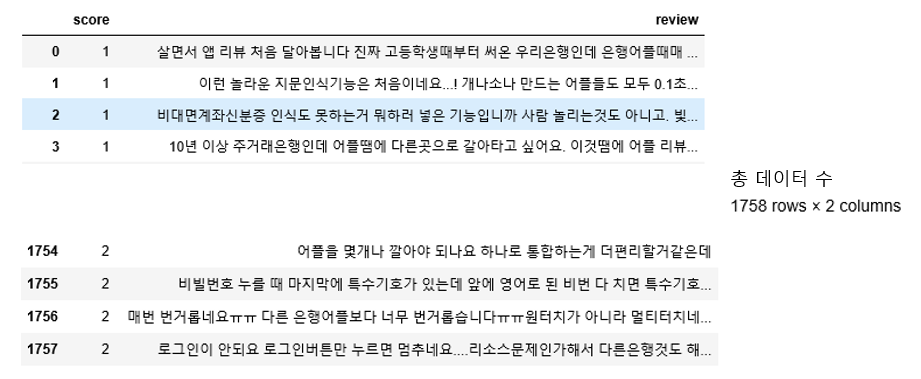 score review
0 1 살면서 앱 리뷰 처음 달아봅니다 진짜 고등학생때부터 써온 우리은행인데 은행어플때매 ...
1 1 이런 놀라운 지문인식기능은 처음이네요...! 개나소나 만드는 어플들도 모두 0.1초...
2 1 비대면계좌신분증 인식도 못하는거 뭐하러 넣은 기능입니까 사람 놀리는것도 아니고. 빛...
3 1 10년 이상 주거래은행인데 어플땜에 다른곳으로 갈아타고 싶어요. 이것땜에 어플 리뷰...
총 데이터 수
1758 rows × 2 columns
1754 2 어플을 몇개나 깔아야 되나요 하나로 통합하는게 더편리할거같은데
1755 2 비빌번호 누를 때 마지막에 특수기호가 있는데 앞에 영어로 된 비번 다 치면 특수기호...
1756 2 매번 번거롭네요ㅠㅠ 다른 은행어플보다 너무 번거롭습니다ㅠㅠ원터치가 아니라 멀티터치네...
1757 2 로그인이 안되요 로그인버튼만 누르면 멈추네요....리소스문제인가해서 다른은행것도 해...